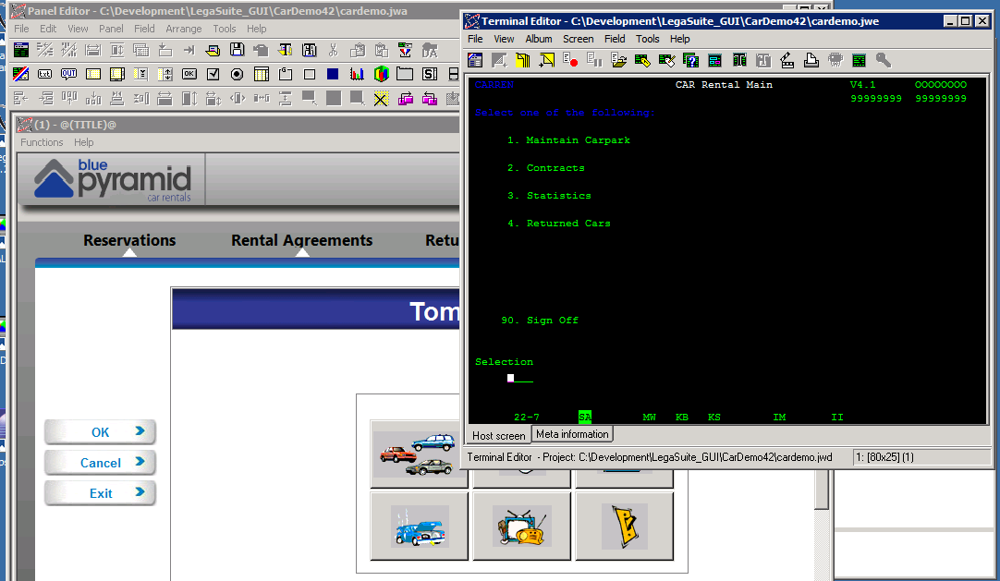 Panel Editor - C:\Development\LegaSuite_GUI\CarDemo42\cardemo.jwa
File Edit View Panel Field Arrange Tools Help
(1) - @(TITLE)@
Functions Help
blue
pyramid
car rentals
Reservations Rental Agreements Retu
Tom
OK
Cancel
Exit
Terminal Editor - C:\Development\LegaSuite_GUI\CarDemo42\cardemo.jwe
File View Album Screen Field Tools Help
CARREN CAR Rental Main V4.1 OOOOOOOO
99999999 99999999
Select one of the following:
1. Maintain Carpark
2. Contracts
3. Statistics
4. Returned Cars
90. Sign Off
Selection
22-7 SA MW KB KS IM II
Host screen Meta information
Terminal Editor - Project: C:\Development\LegaSuite_GUI\CarDemo42\cardemo.jwd 1: [80x25] (1)